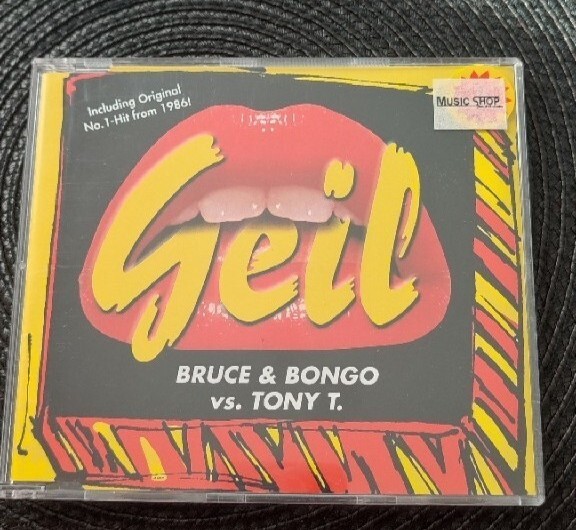 Including Original
No.1-Hit from 1986!
MUSIC SHOP
Geil
BRUCE & BONGO
vs. TONY T.